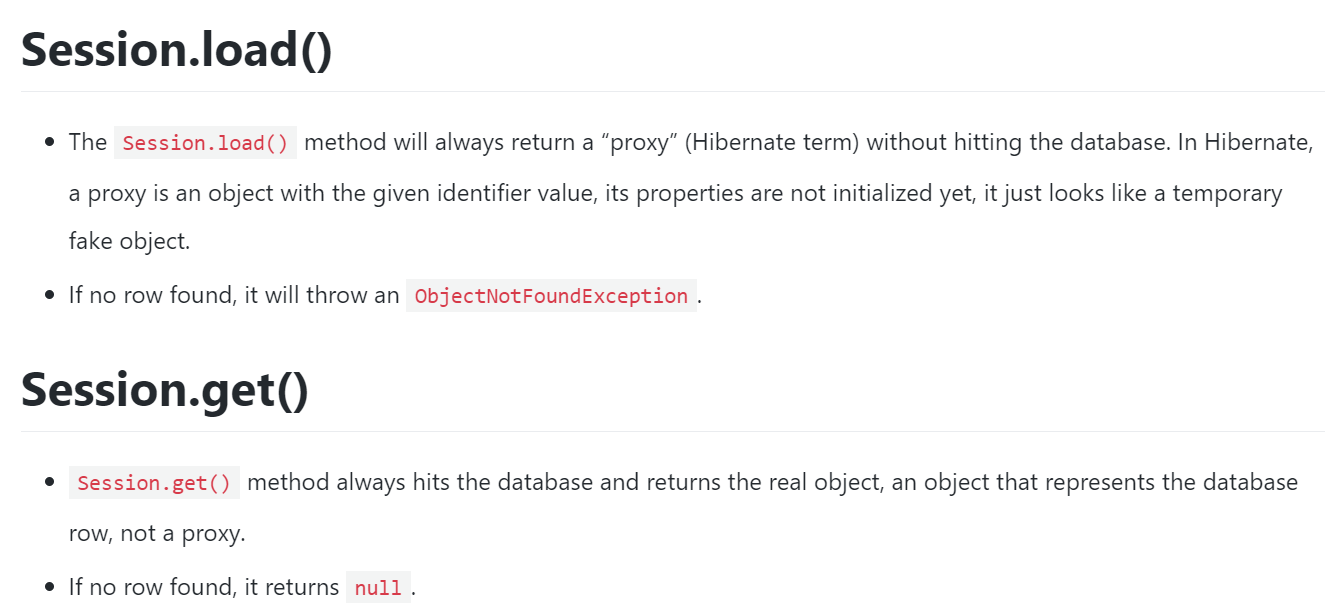 Session.load()
• The Session.load() method will always return a “proxy” (Hibernate term) without hitting the database. In Hibernate,
a proxy is an object with the given identifier value, its properties are not initialized yet, it just looks like a temporary
fake object.
• If no row found, it will throw an ObjectNotFoundException.
Session.get()
• Session.get() method always hits the database and returns the real object, an object that represents the database
row, not a proxy.
• If no row found, it returns null.